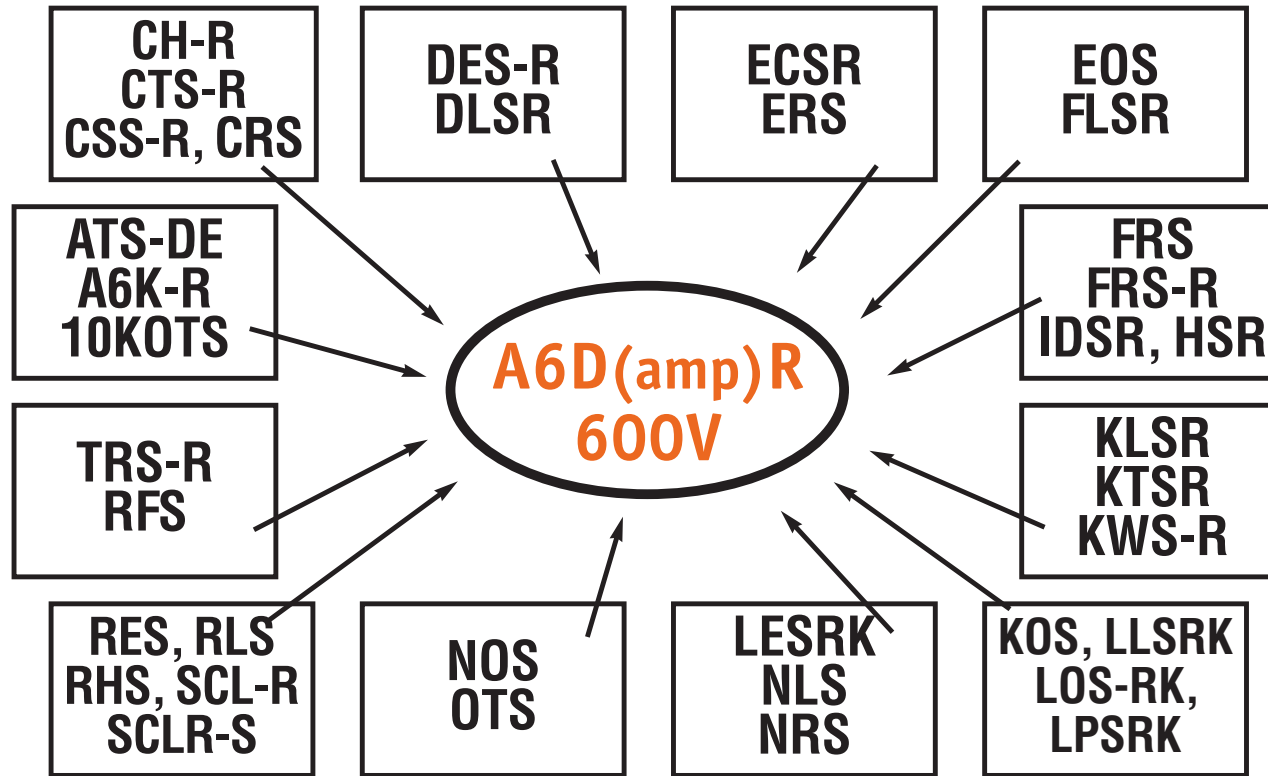 CH-R
CTS-R
CSS-R, CRS
DES-R
DLSR
ECSR
ERS
EOS
FLSR
ATS-DE
A6K-R
10KOTS
FRS
FRS-R
IDSR, HSR
A6D(amp)R
600V
TRS-R
RFS
KLSR
KTSR
KWS-R
RES, RLS
RHS, SCL-R
SCLR-S
NOS
OTS
LESRK
NLS
NRS
KOS, LLSRK
LOS-RK,
LPSRK